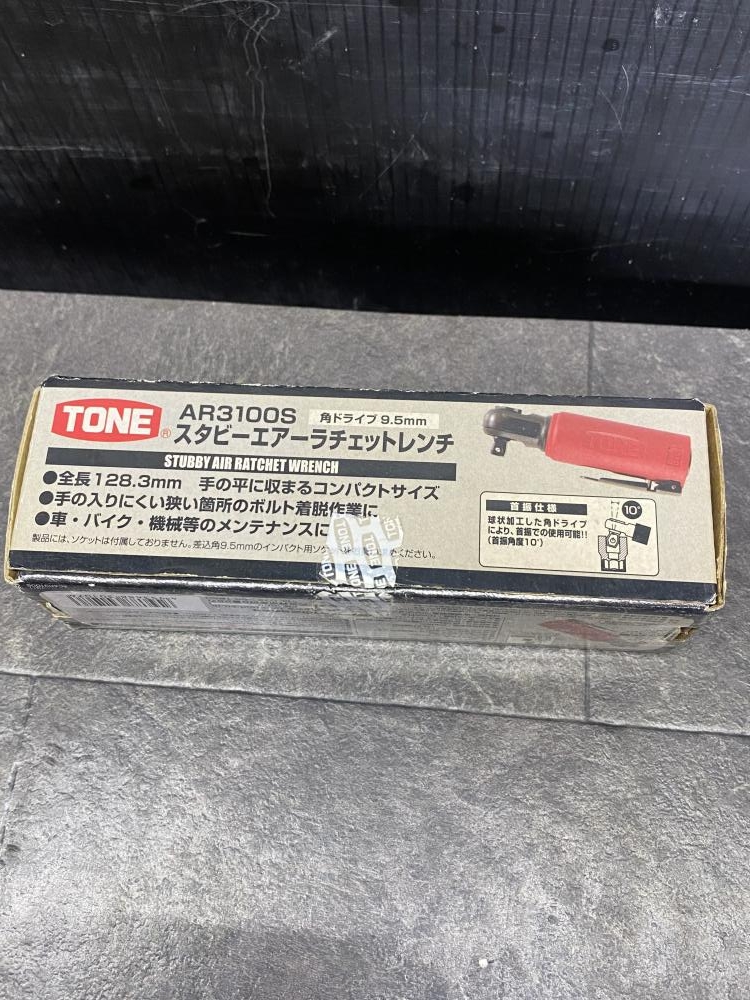 TONE®
AR3100S 角ドライブ 9.5mm
スタビーエアーラチェットレンチ
STUBBY AIR RATCHET WRENCH
●全長128.3mm 手の平に収まるコンパクトサイズ
●手の入りにくい狭い箇所のボルト着脱作業に
●車・バイク・機械等のメンテナンスに
製品には、ソケットは付属しておりません。差込角9.5mmのインパクト用ソケ ください。
首振仕様
球状加工した角ドライブ
により、首振での使用可能!!
(首振角度10°)
10°
TONE
TONE